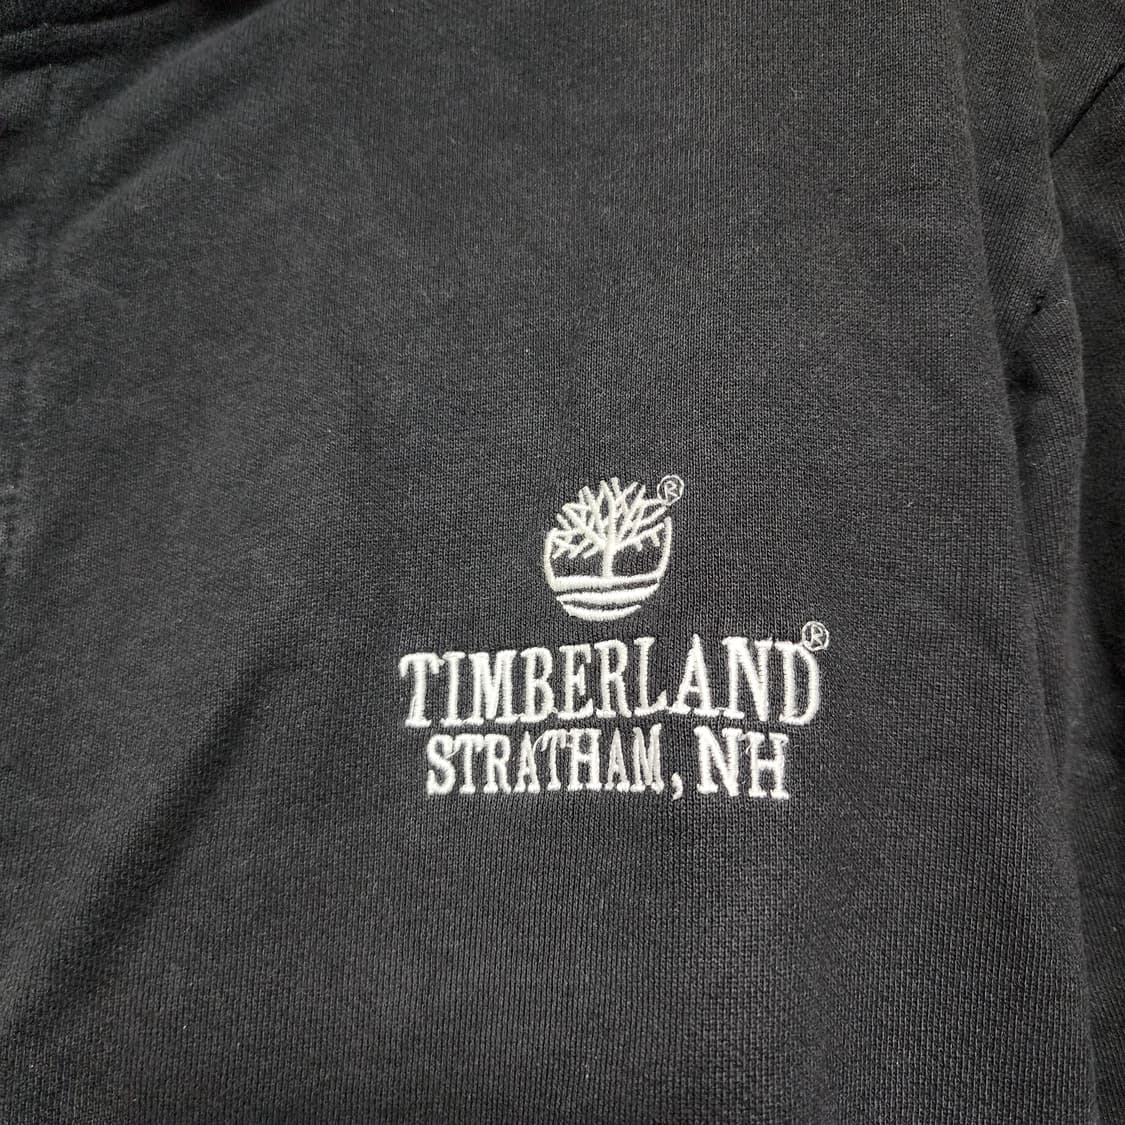 ®
TIMBERLAND®
STRATHAM, NH